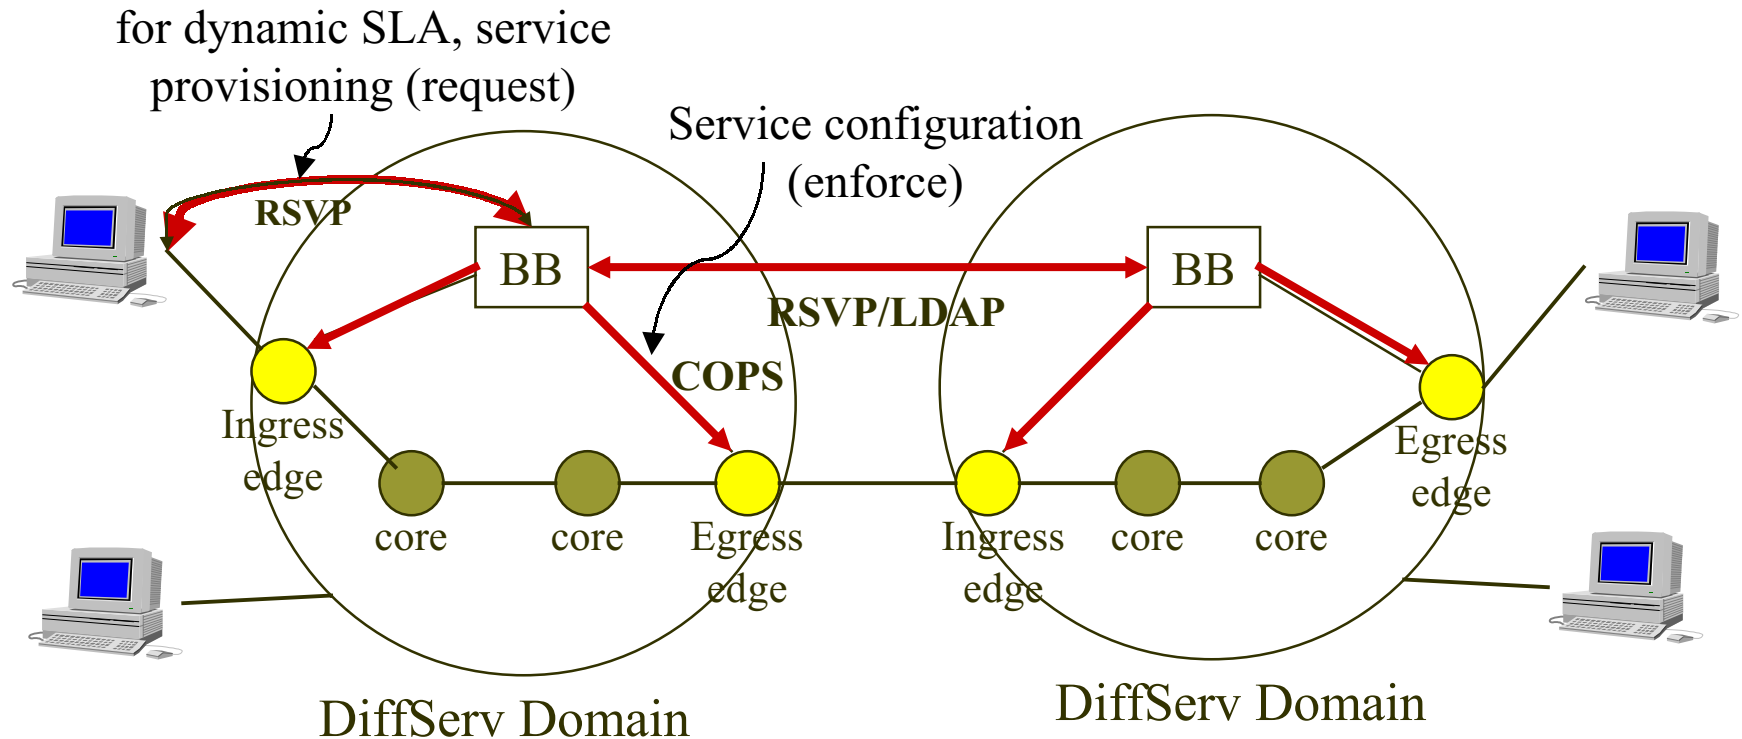 for dynamic SLA, service
provisioning (request)
Service configuration
(enforce)
RSVP
BB
BB
RSVP/LDAP
COPS
Ingress
edge
Egress
edge
core
core
Egress
edge
Ingress
edge
core
core
DiffServ Domain
DiffServ Domain